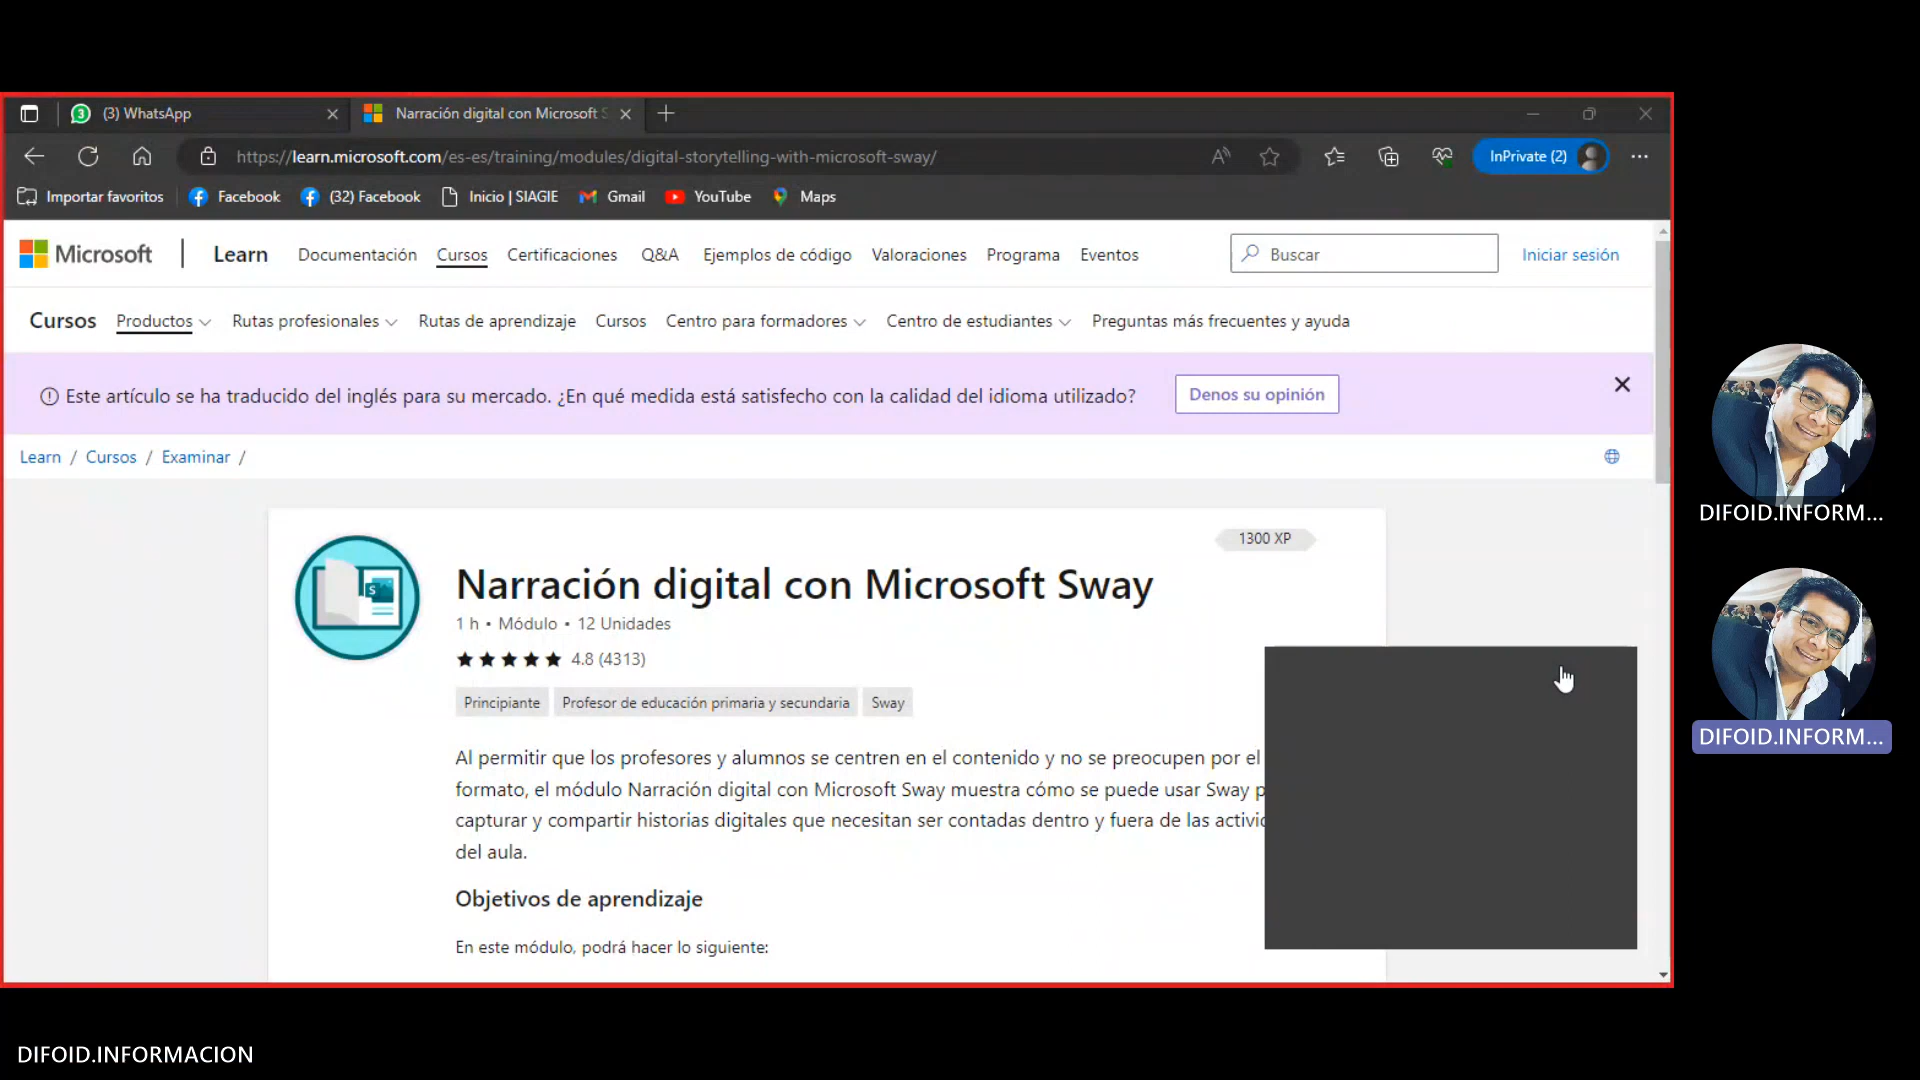 (3) WhatsApp
Narración digital con Microsoft S
https://learn.microsoft.com/es-es/training/modules/digital-storytelling-with-microsoft-sway/
InPrivate (2)
Importar favoritos
Facebook
(32) Facebook
Inicio | SIAGIE
Gmail
YouTube
Maps
Microsoft
Learn
Documentación
Cursos
Certificaciones
Q&A
Ejemplos de código
Valoraciones
Programa
Eventos
Buscar
Iniciar sesión
Cursos
Productos
Rutas profesionales
Rutas de aprendizaje
Cursos
Centro para formadores
Centro de estudiantes
Preguntas más frecuentes y ayuda
Este artículo se ha traducido del inglés para su mercado. ¿En qué medida está satisfecho con la calidad del idioma utilizado?
Denos su opinión
Learn / Cursos / Examinar /
1300 XP
Narración digital con Microsoft Sway
1 h • Módulo • 12 Unidades
4.8 (4313)
Principiante
Profesor de educación primaria y secundaria
Sway
Al permitir que los profesores y alumnos se centren en el contenido y no se preocupen por el
formato, el módulo Narración digital con Microsoft Sway muestra cómo se puede usar Sway p
capturar y compartir historias digitales que necesitan ser contadas dentro y fuera de las activi
del aula.
Objetivos de aprendizaje
En este módulo, podrá hacer lo siguiente:
DIFOID.INFORM...
DIFOID.INFORM...
DIFOID.INFORMACION